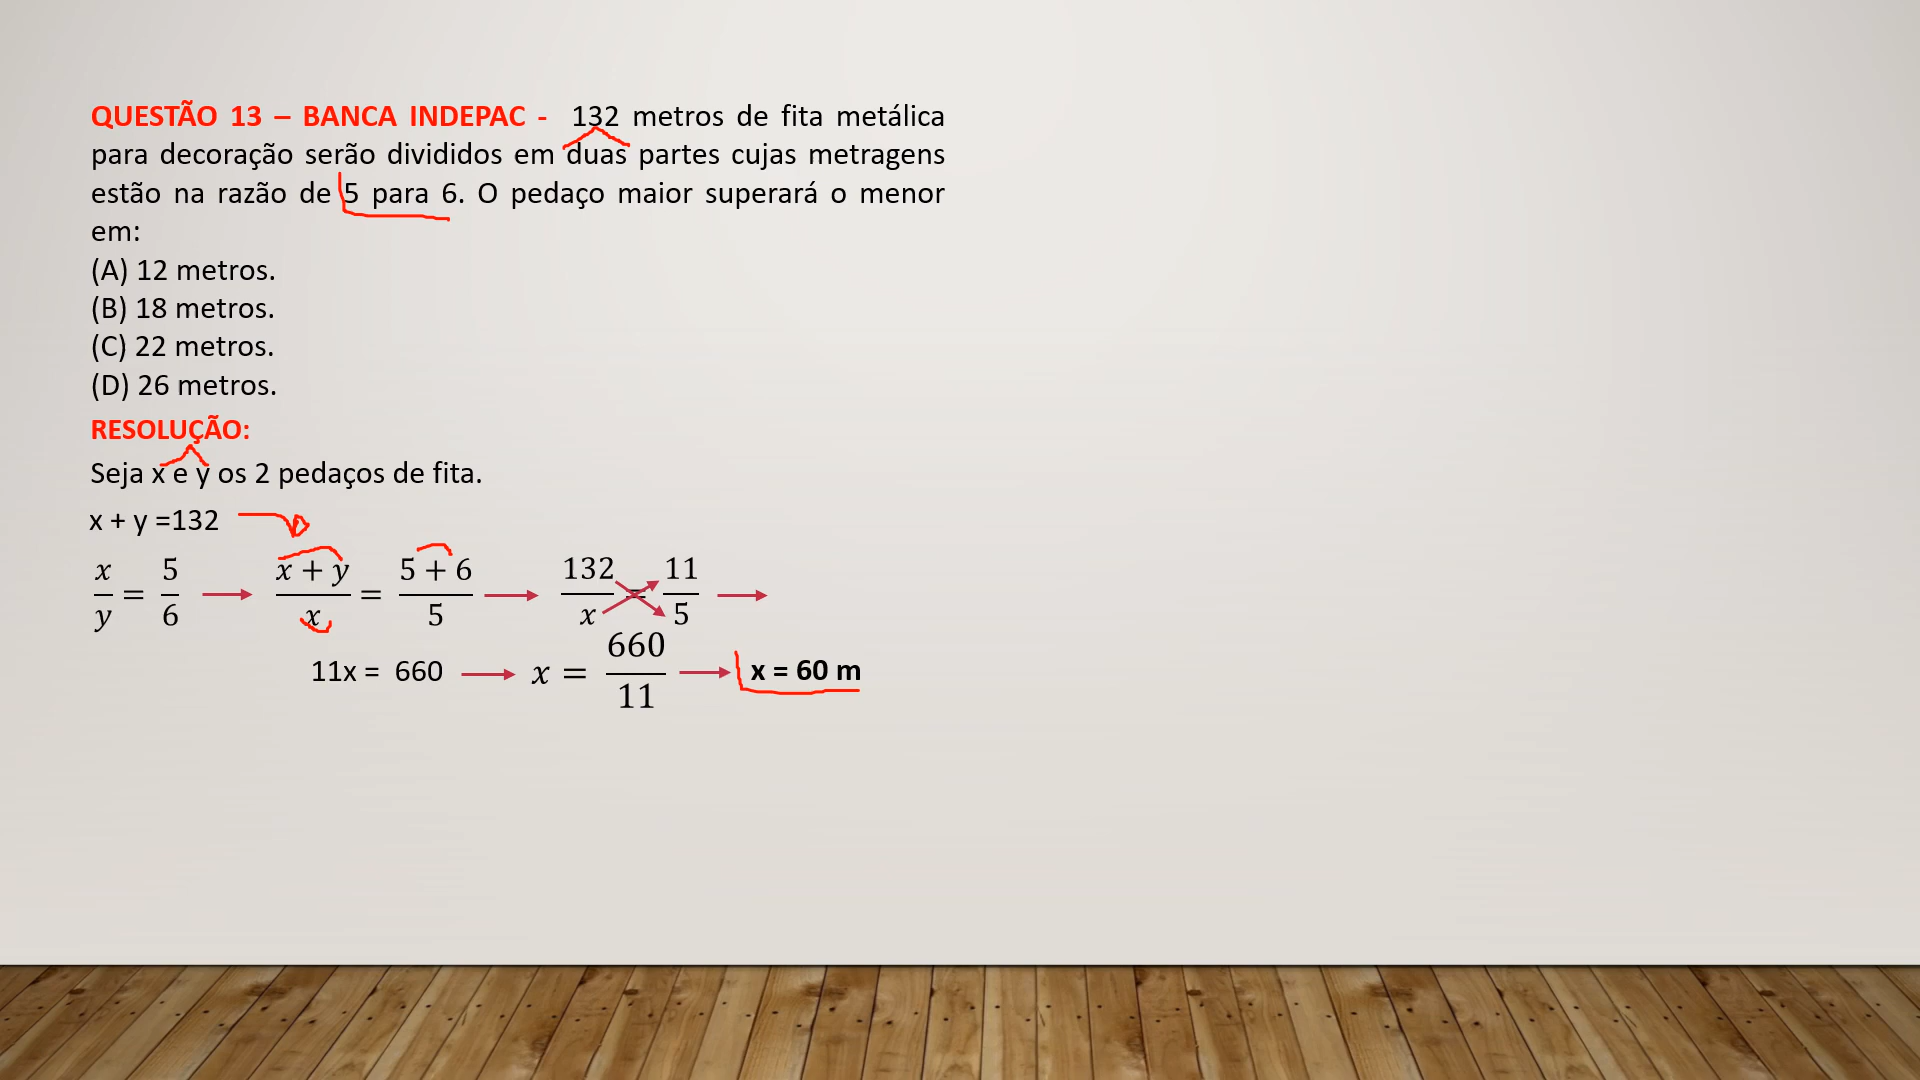 QUESTÃO 13 – BANCA INDEPAC - 132 metros de fita metálica
para decoração serão divididos em duas partes cujas metragens
estão na razão de 5 para 6. O pedaço maior superará o menor
em:
(A) 12 metros.
(B) 18 metros.
(C) 22 metros.
(D) 26 metros.
RESOLUÇÃO:
Seja x e y os 2 pedaços de fita.
x + y =132
x/y = 5/6 → (x + y)/x = (5 + 6)/5 → 132/x = 11/5 →
11x = 660 → x = 660/11 → x = 60 m